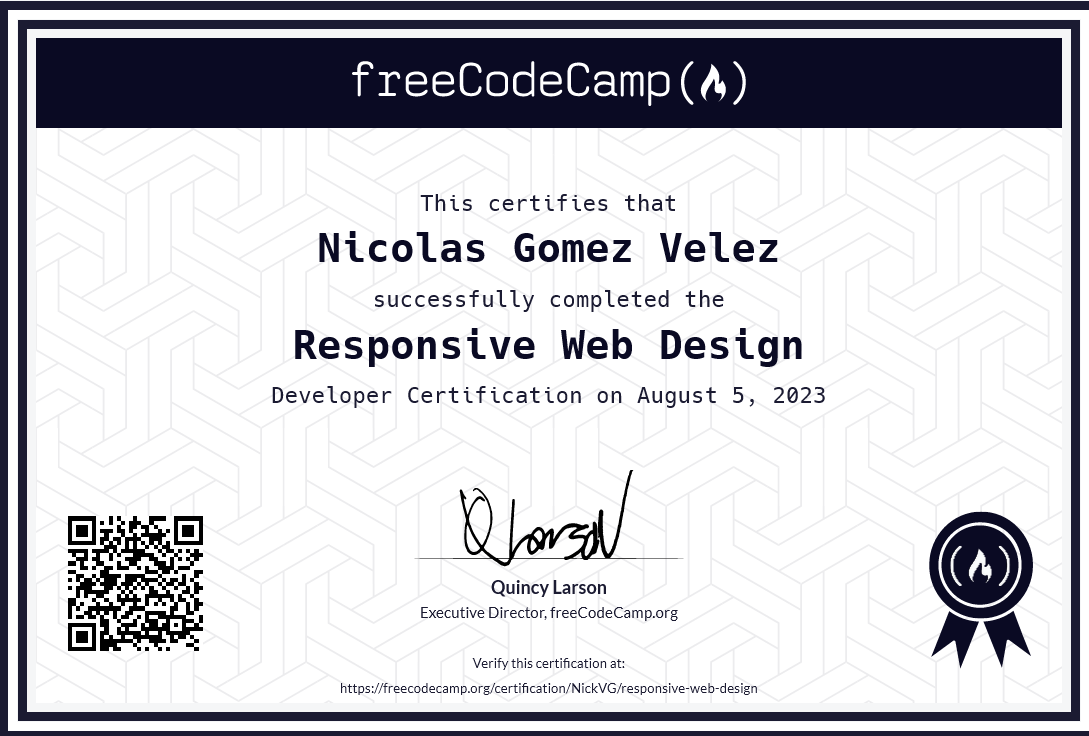 freeCodeCamp
This certifies that
Nicolas Gomez Velez
successfully completed the
Responsive Web Design
Developer Certification on August 5, 2023
Q Larson
Quincy Larson
Executive Director, freeCodeCamp.org
Verify this certification at:
https://freecodecamp.org/certification/NickVG/responsive-web-design